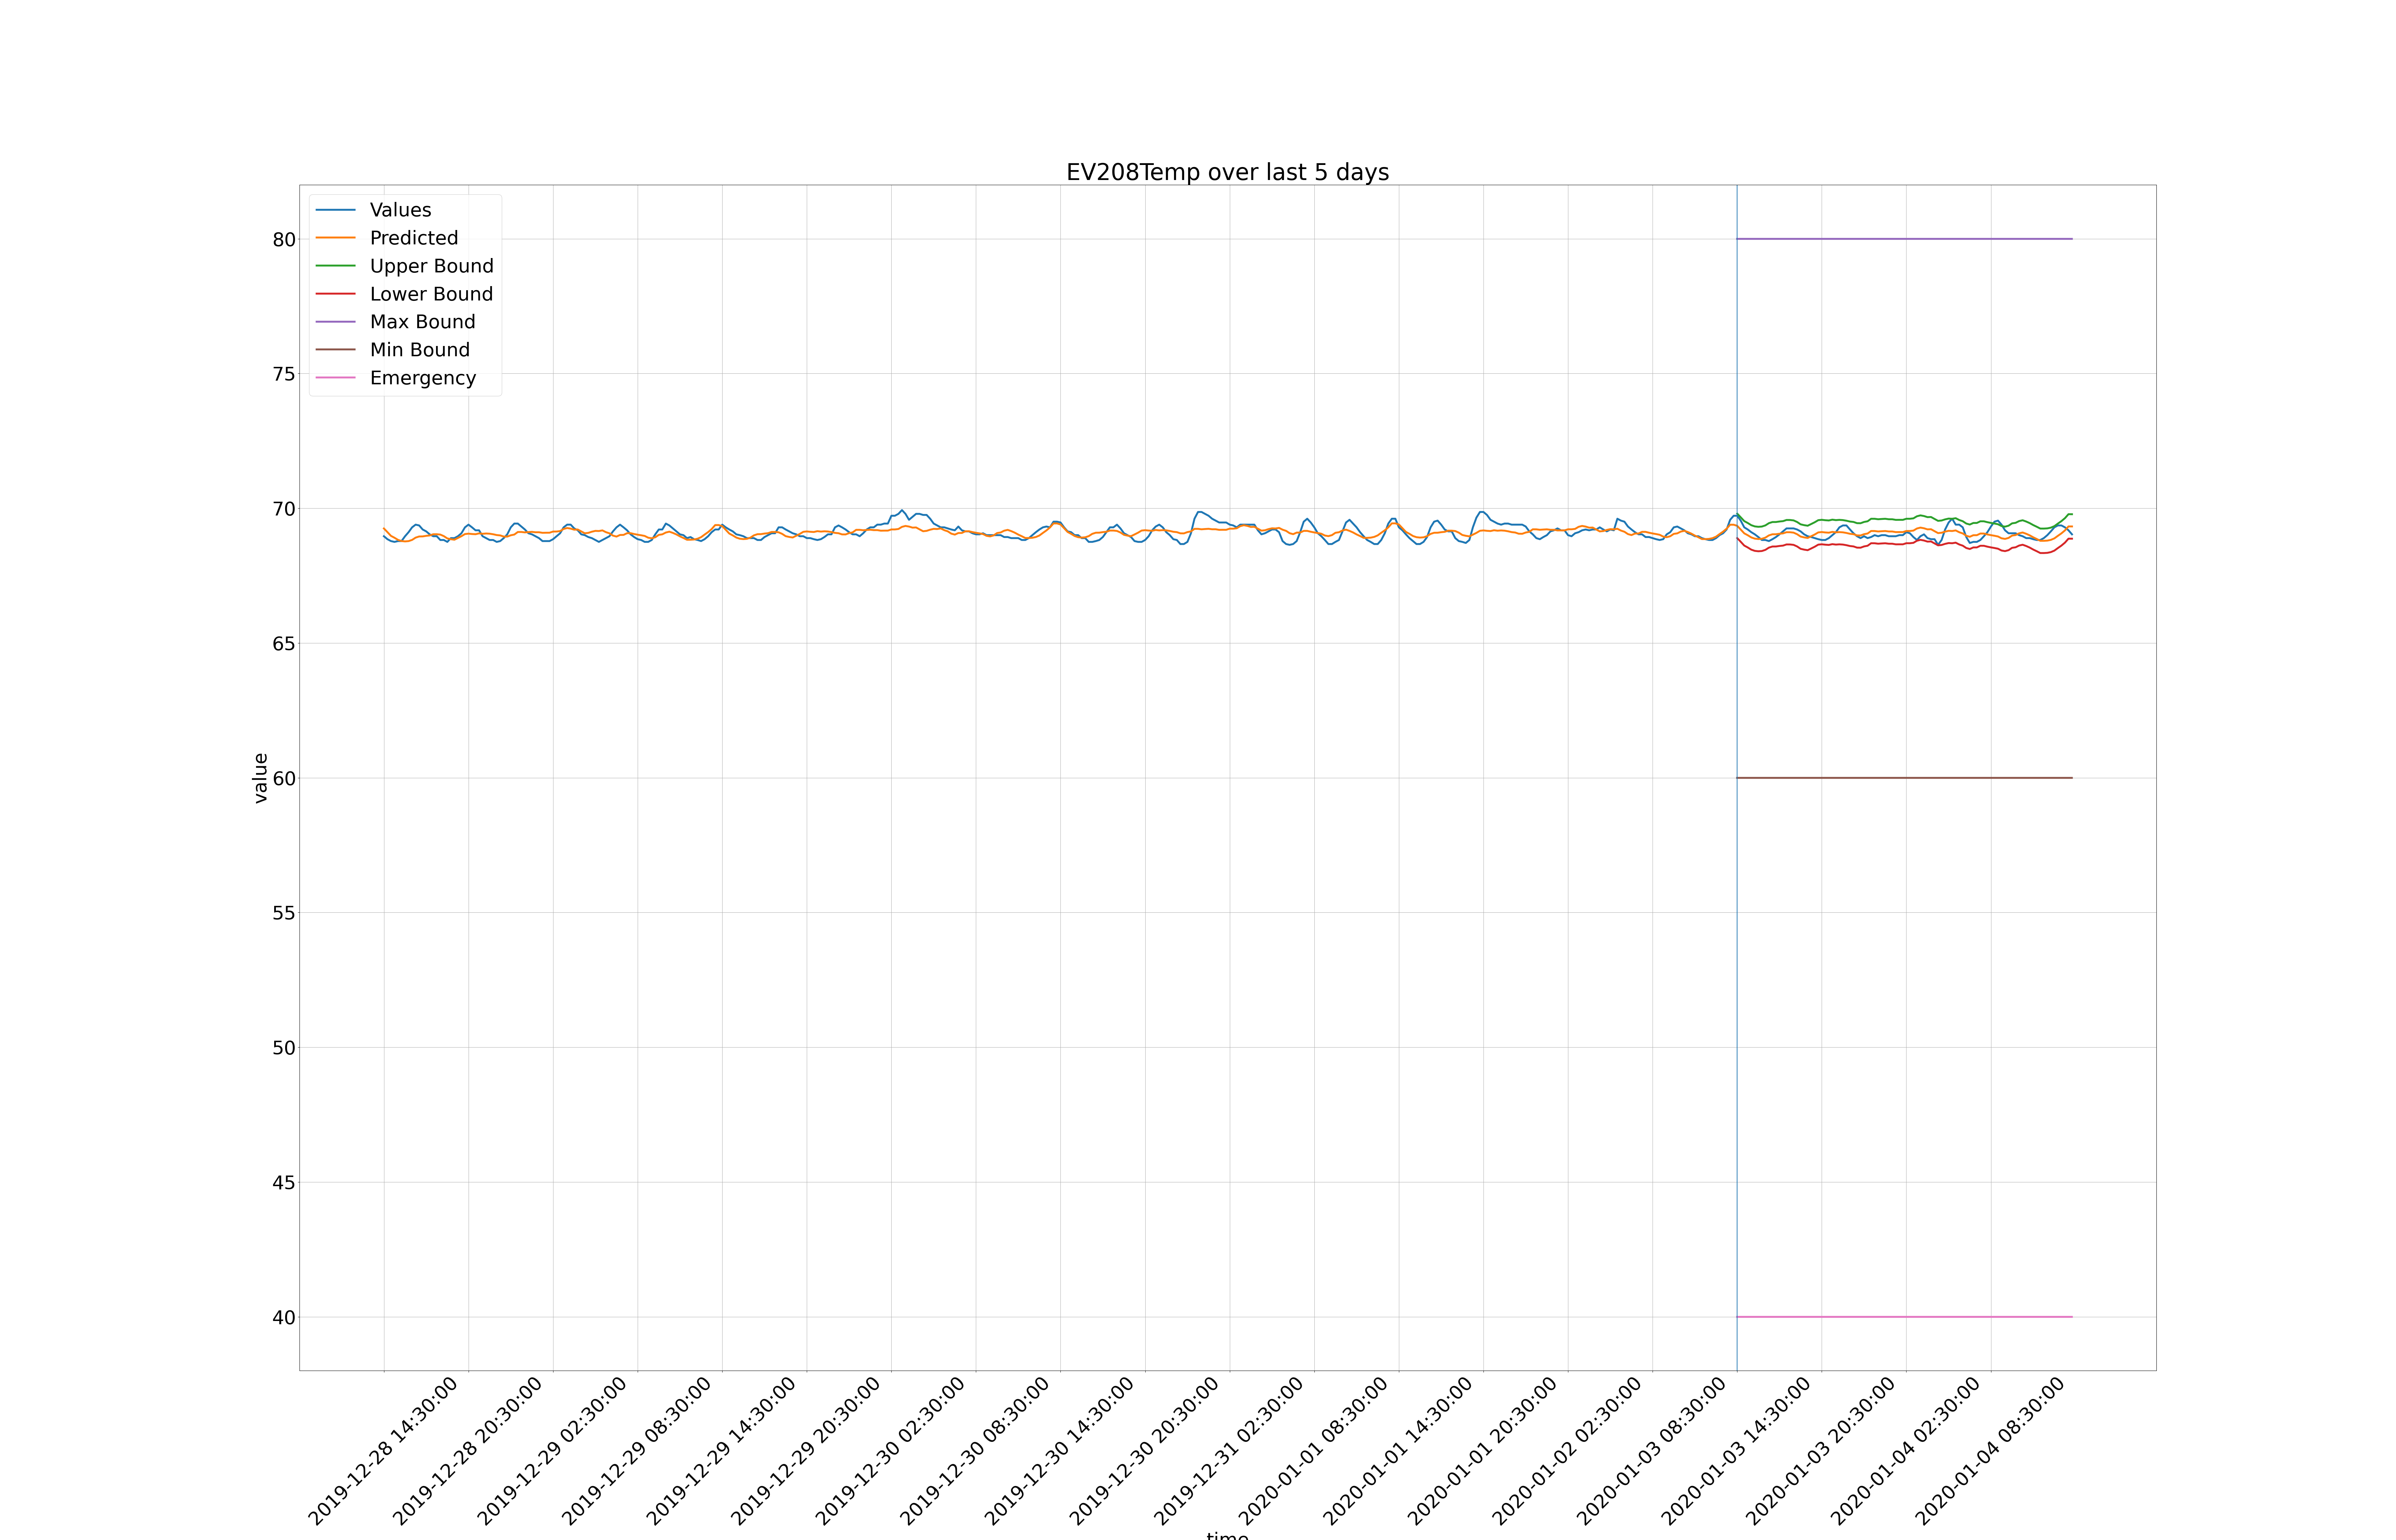 EV208Temp over last 5 days
Values
Predicted
Upper Bound
Lower Bound
Max Bound
Min Bound
Emergency
80
75
70
65
60
55
50
45
40
value
2019-12-28 14:30:00
2019-12-28 20:30:00
2019-12-29 02:30:00
2019-12-29 08:30:00
2019-12-29 14:30:00
2019-12-29 20:30:00
2019-12-30 02:30:00
2019-12-30 08:30:00
2019-12-30 14:30:00
2019-12-30 20:30:00
2019-12-31 02:30:00
2020-01-01 08:30:00
2020-01-01 14:30:00
2020-01-01 20:30:00
2020-01-02 02:30:00
2020-01-03 08:30:00
2020-01-03 14:30:00
2020-01-03 20:30:00
2020-01-04 02:30:00
2020-01-04 08:30:00
time